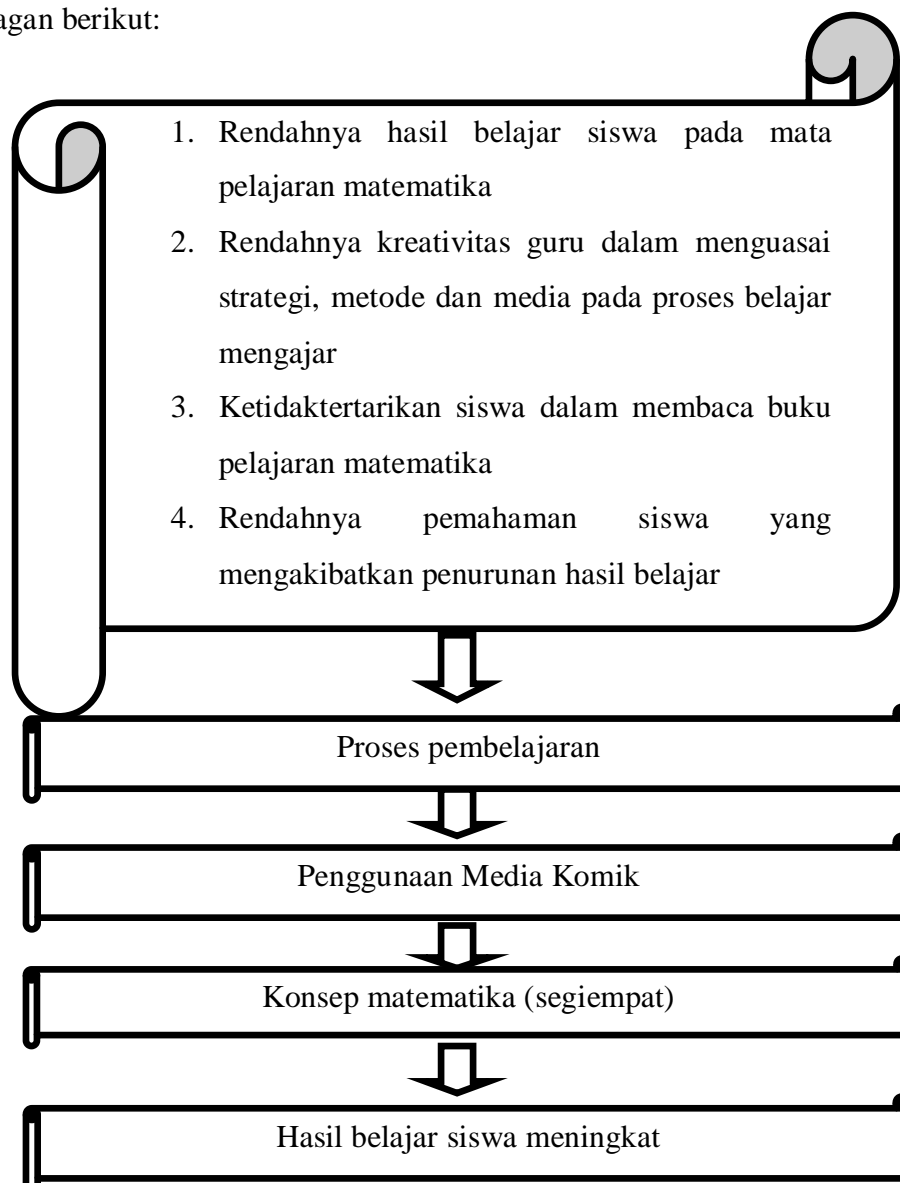 agan berikut:
1. Rendahnya hasil belajar siswa pada mata
pelajaran matematika
2. Rendahnya kreativitas guru dalam menguasai
strategi, metode dan media pada proses belajar
mengajar
3. Ketidaktertarikan siswa dalam membaca buku
pelajaran matematika
4. Rendahnya pemahaman siswa yang
mengakibatkan penurunan hasil belajar
Proses pembelajaran
Penggunaan Media Komik
Konsep matematika (segiempat)
Hasil belajar siswa meningkat